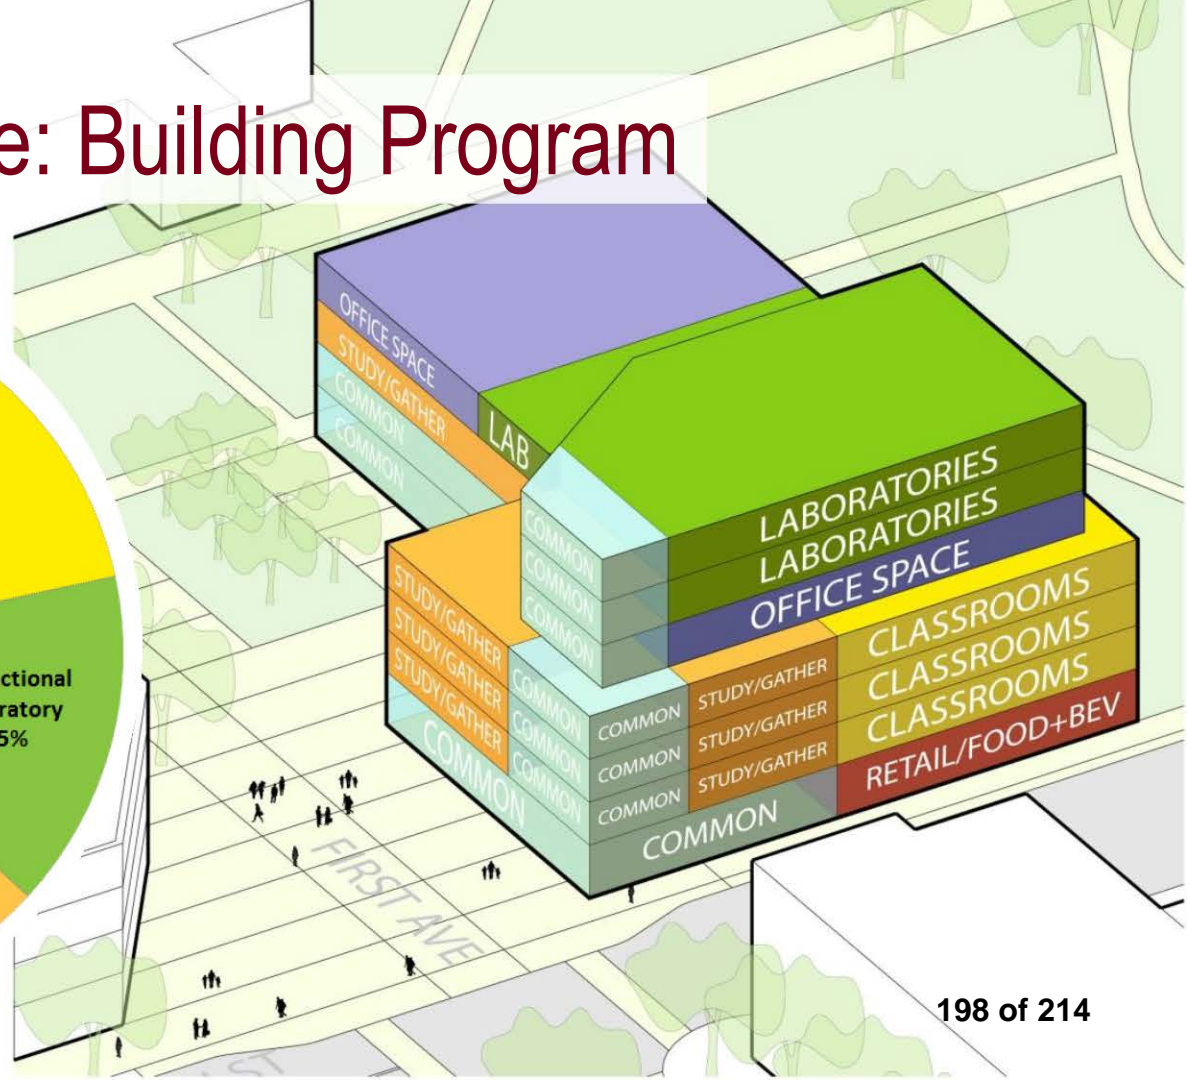 e: Building Program
OFFICE SPACE
STUDY/GATHER
COMMON
COMMON
LAB
LABORATORIES
LABORATORIES
OFFICE SPACE
COMMON
COMMON
COMMON
STUDY/GATHER
STUDY/GATHER
STUDY/GATHER
COMMON
COMMON
COMMON
COMMON
COMMON
COMMON
COMMON
STUDY/GATHER
STUDY/GATHER
STUDY/GATHER
COMMON
CLASSROOMS
CLASSROOMS
CLASSROOMS
RETAIL/FOOD+BEV
ctional
ratory
5%
FIRST AVE
ST
198 of 214